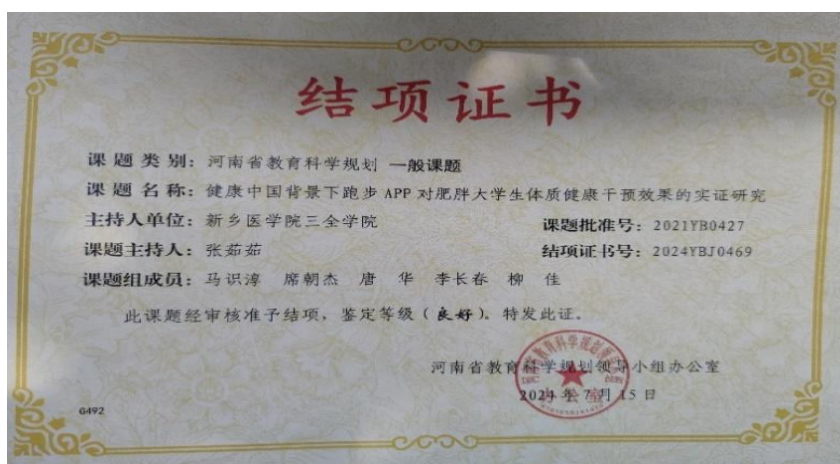 结项证书
课题类别：河南省教育科学规划 一般课题
课题名称：健康中国背景下跑步APP对肥胖大学生体质健康干预效果的实证研究
主持人单位：新乡医学院三全学院 课题批准号：2021YB0427
课题主持人：张茹茹 结项证书号：2024YBJ0469
课题组成员：马识淳 席朝杰 唐 华 李长春 柳 佳
此课题经审核准予结项，鉴定等级（良好）。特发此证。
河南省教育科学规划领导小组办公室
2024年7月15日
办公室
G492